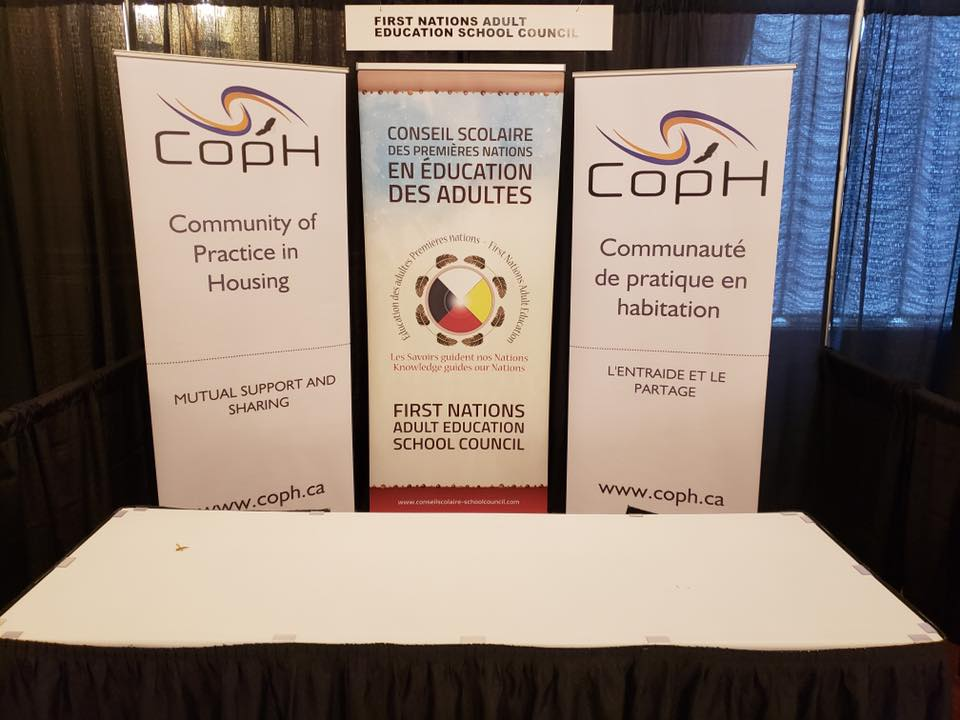 FIRST NATIONS ADULT
EDUCATION SCHOOL COUNCIL
CopH
Community of
Practice in
Housing
MUTUAL SUPPORT AND
SHARING
www.coph.ca
CONSEIL SCOLAIRE
DES PREMIÈRES NATIONS
EN ÉDUCATION
DES ADULTES
Éducation des adultes Premières nations - First Nations Adult Education
Les Savoirs guident nos Nations
Knowledge guides our Nations
FIRST NATIONS
ADULT EDUCATION
SCHOOL COUNCIL
www.conseilscolaire-schoolcouncil.com
CopH
Communauté
de pratique en
habitation
L'ENTRAIDE ET LE
PARTAGE
www.coph.ca